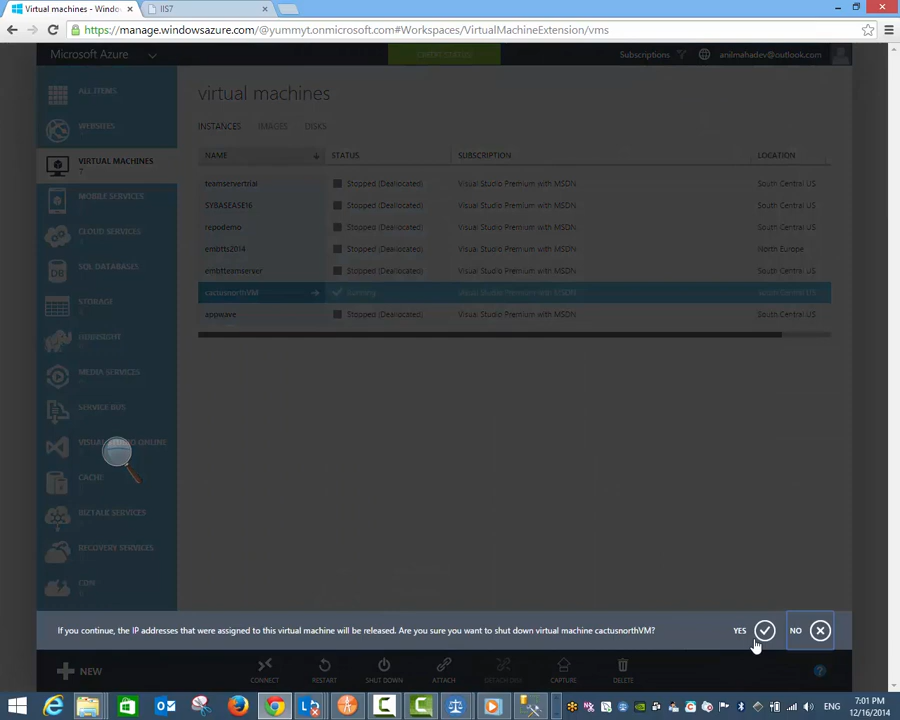 Virtual machines - Windo
IIS7
https://manage.windowsazure.com/@yummyt.onmicrosoft.com#Workspaces/VirtualMachineExtension/vms
Microsoft Azure
Subscriptions
anilmahadev@outlook.com
ALL ITEMS
WEBSITES
VIRTUAL MACHINES
7
MOBILE SERVICES
CLOUD SERVICES
SQL DATABASES
STORAGE
HDINSIGHT
MEDIA SERVICES
SERVICE BUS
VISUAL STUDIO ONLINE
CACHE
BIZTALK SERVICES
RECOVERY SERVICES
CDN
virtual machines
INSTANCES IMAGES DISKS
NAME STATUS SUBSCRIPTION LOCATION
teamservertrial Stopped (Deallocated) Visual Studio Premium with MSDN South Central US
SYBASEASE16 Stopped (Deallocated) Visual Studio Premium with MSDN South Central US
repodemo Stopped (Deallocated) Visual Studio Premium with MSDN South Central US
embtfs2014 Stopped (Deallocated) Visual Studio Premium with MSDN North Europe
embtteamserver Stopped (Deallocated) Visual Studio Premium with MSDN South Central US
cactusnorthVM Running Visual Studio Premium with MSDN South Central US
appwave Stopped (Deallocated) Visual Studio Premium with MSDN South Central US
If you continue, the IP addresses that were assigned to this virtual machine will be released. Are you sure you want to shut down virtual machine cactusnorthVM?
YES NO
NEW
CONNECT RESTART SHUT DOWN ATTACH DETACH DISK CAPTURE DELETE
ENG
7:01 PM
12/16/2014